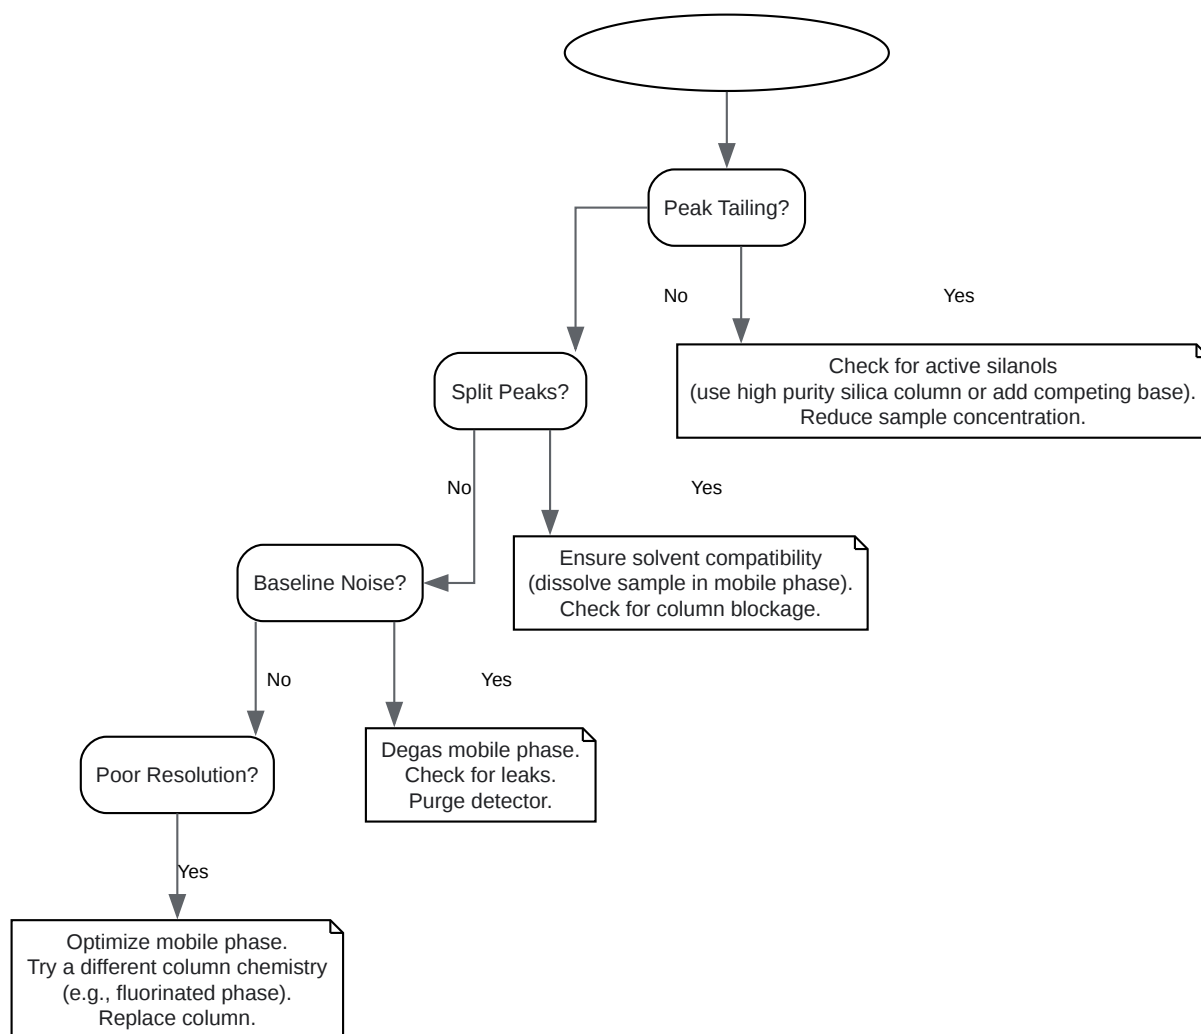 Peak Tailing?
No
Yes
Check for active silanols
(use high purity silica column or add competing base).
Reduce sample concentration.
Split Peaks?
No
Yes
Ensure solvent compatibility
(dissolve sample in mobile phase).
Check for column blockage.
Baseline Noise?
No
Yes
Degas mobile phase.
Check for leaks.
Purge detector.
Poor Resolution?
Yes
Optimize mobile phase.
Try a different column chemistry
(e.g., fluorinated phase).
Replace column.